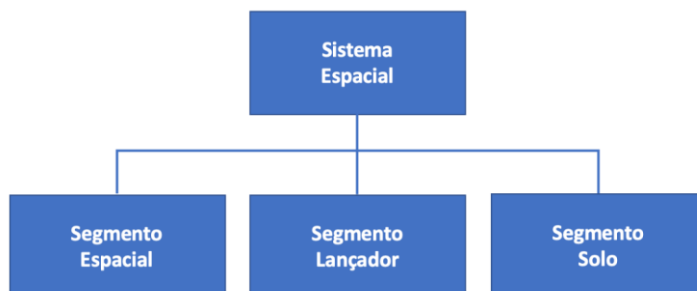 Sistema
Espacial
Segmento
Espacial
Segmento
Lançador
Segmento
Solo